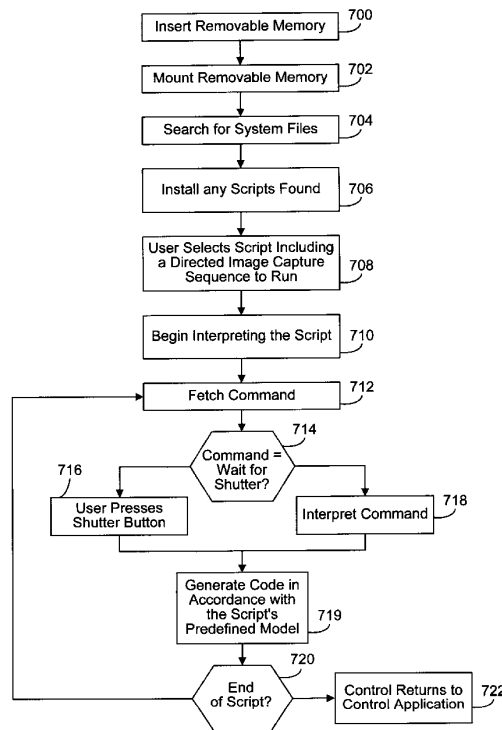 Insert Removable Memory
700
Mount Removable Memory
702
Search for System Files
704
Install any Scripts Found
706
User Selects Script Including
a Directed Image Capture
Sequence to Run
708
Begin Interpreting the Script
710
Fetch Command
712
714
Command =
Wait for
Shutter?
716
User Presses
Shutter Button
Interpret Command
718
Generate Code in
Accordance with
the Script's
Predefined Model
719
720
End
of Script?
Control Returns to
Control Application
722